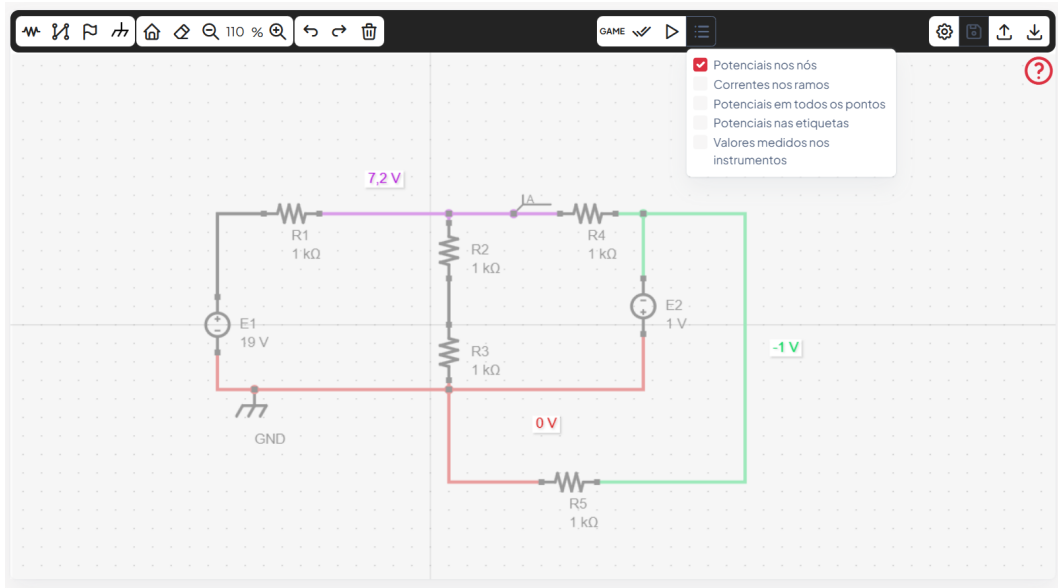 110 %
GAME
Potenciais nos nós
Correntes nos ramos
Potenciais em todos os pontos
Potenciais nas etiquetas
Valores medidos nos
instrumentos
?
7,2 V
A
R1
1 kΩ
R2
1 kΩ
R4
1 kΩ
E1
19 V
E2
1 V
R3
1 kΩ
-1 V
0 V
GND
R5
1 kΩ